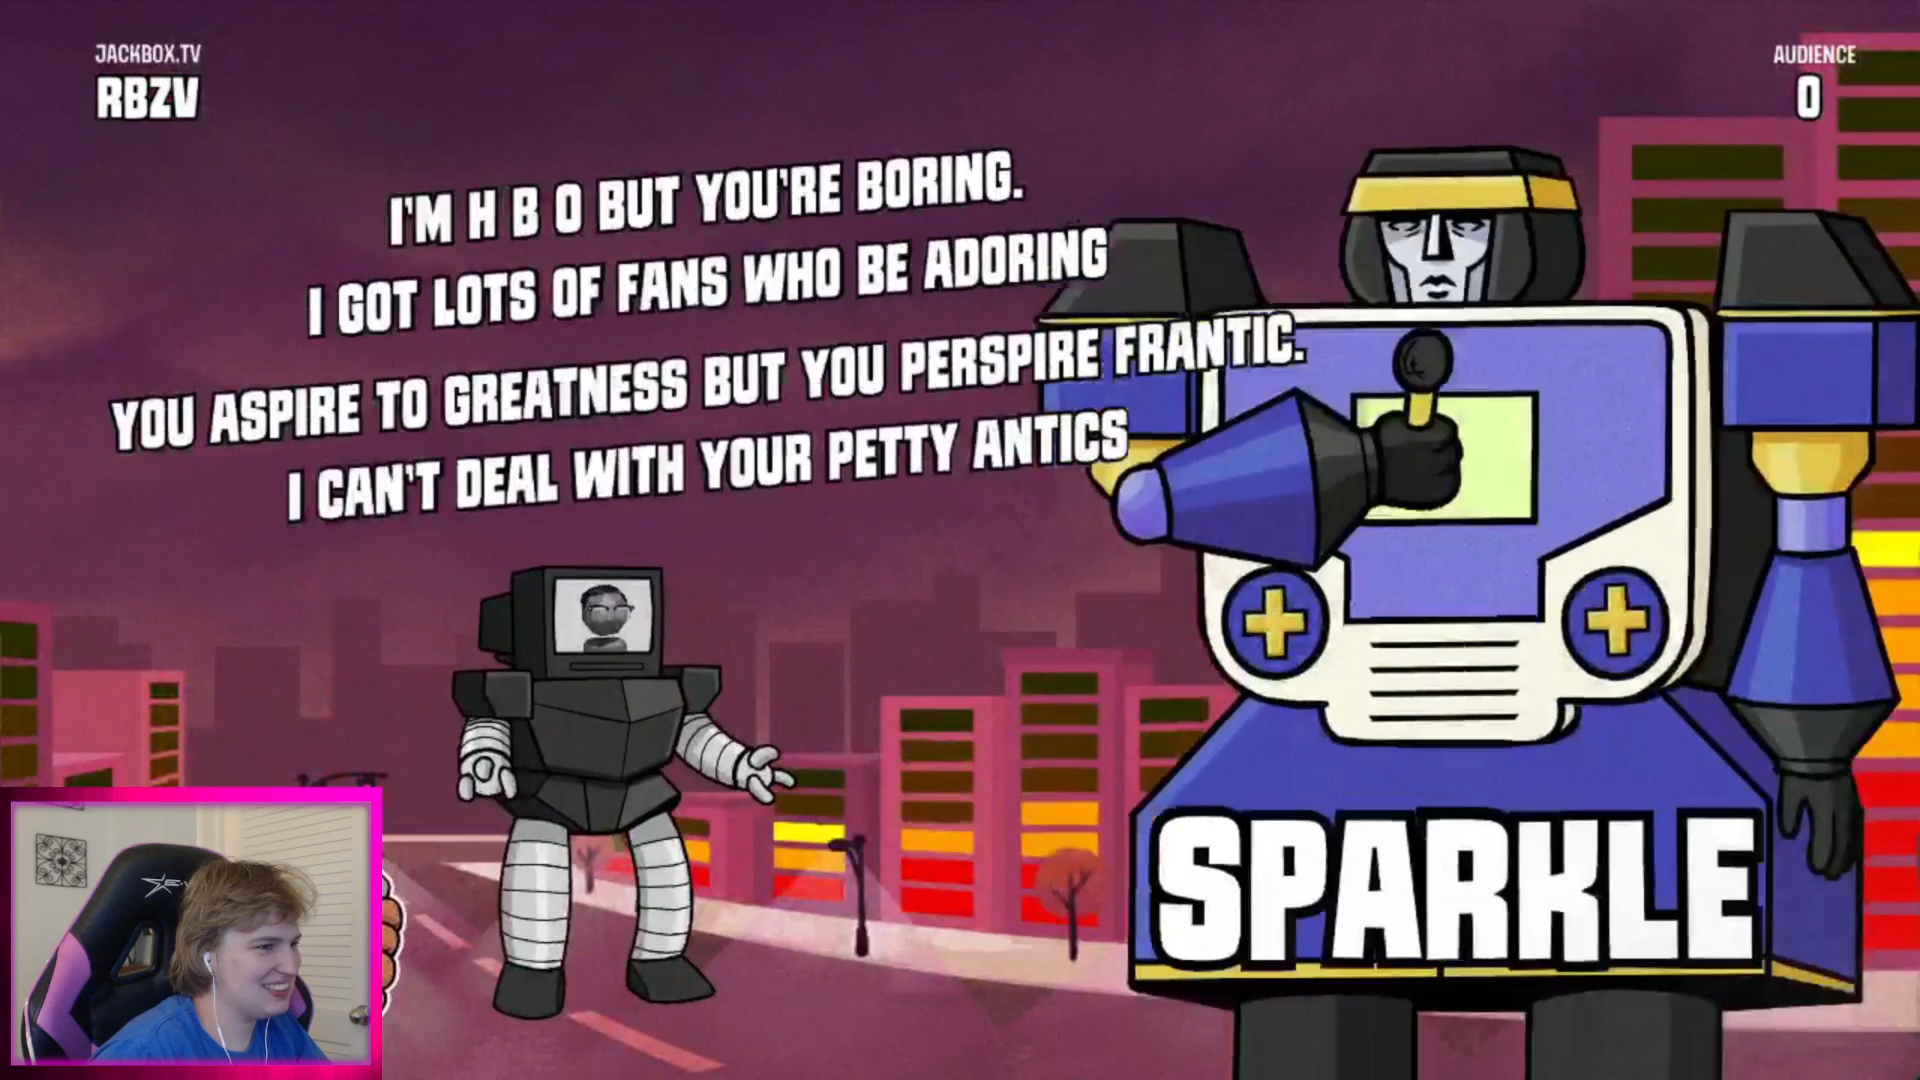 JACKBOX.TV
RBZV
AUDIENCE
0
I'M H B O BUT YOU'RE BORING.
I GOT LOTS OF FANS WHO BE ADORING
YOU ASPIRE TO GREATNESS BUT YOU PERSPIRE FRANTIC.
I CAN'T DEAL WITH YOUR PETTY ANTICS
SPARKLE